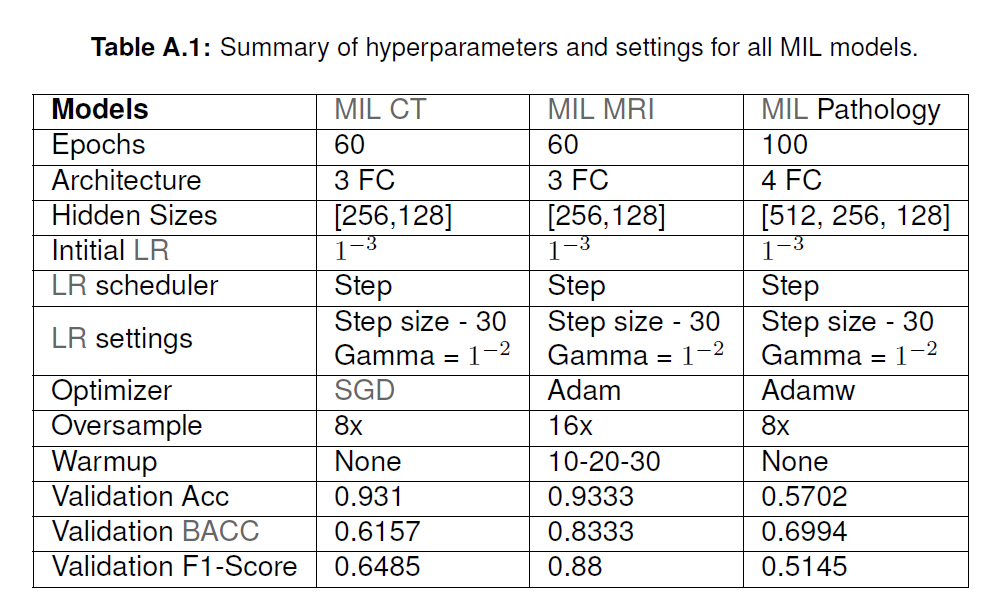 Table A.1: Summary of hyperparameters and settings for all MIL models.
Models MIL CT MIL MRI MIL Pathology
Epochs 60 60 100
Architecture 3 FC 3 FC 4 FC
Hidden Sizes [256,128] [256,128] [512, 256, 128]
Intitial LR 1⁻³ 1⁻³ 1⁻³
LR scheduler Step Step Step
LR settings Step size - 30 Step size - 30 Step size - 30
Gamma = 1⁻² Gamma = 1⁻² Gamma = 1⁻²
Optimizer SGD Adam Adamw
Oversample 8x 16x 8x
Warmup None 10-20-30 None
Validation Acc 0.931 0.9333 0.5702
Validation BACC 0.6157 0.8333 0.6994
Validation F1-Score 0.6485 0.88 0.5145